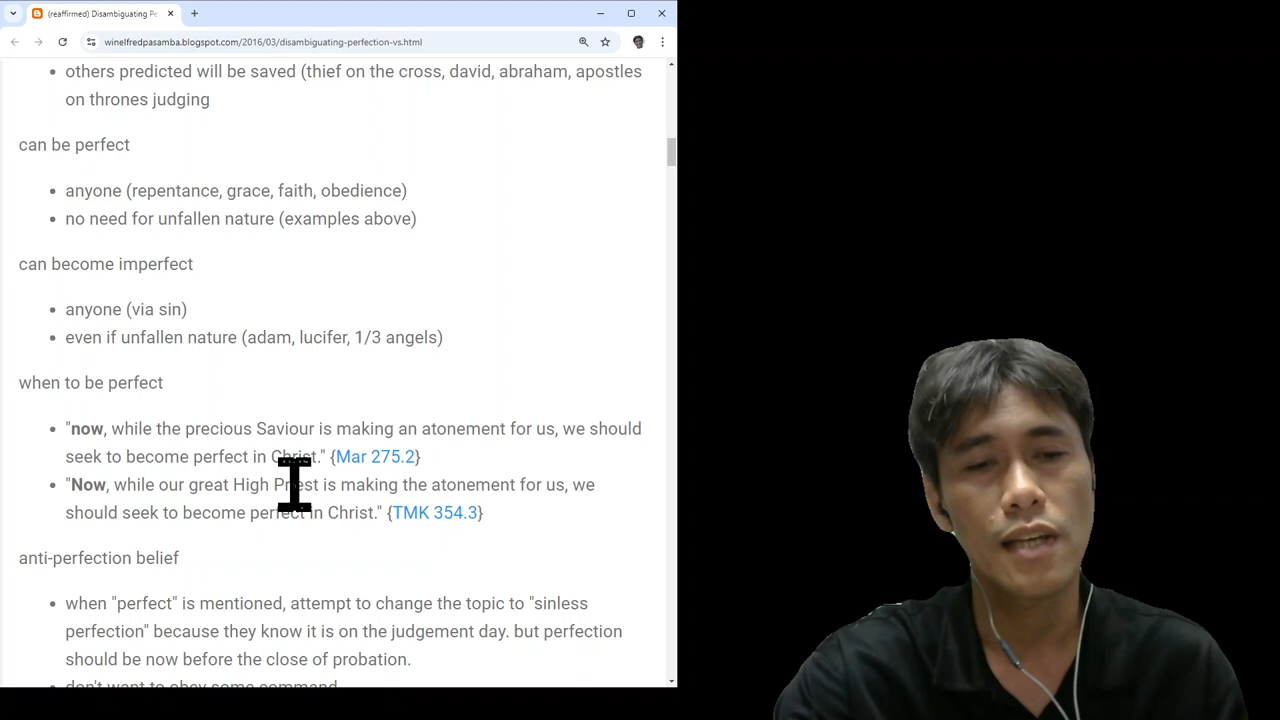 (reaffirmed) Disambiguating Pe
winelfredpasamba.blogspot.com/2016/03/disambiguating-perfection-vs.html
• others predicted will be saved (thief on the cross, david, abraham, apostles
on thrones judging
can be perfect
• anyone (repentance, grace, faith, obedience)
• no need for unfallen nature (examples above)
can become imperfect
• anyone (via sin)
• even if unfallen nature (adam, lucifer, 1/3 angels)
when to be perfect
• "now, while the precious Saviour is making an atonement for us, we should
seek to become perfect in Christ." {Mar 275.2}
• "Now, while our great High Priest is making the atonement for us, we
should seek to become perfect in Christ." {TMK 354.3}
anti-perfection belief
• when "perfect" is mentioned, attempt to change the topic to "sinless
perfection" because they know it is on the judgement day. but perfection
should be now before the close of probation.
• don't want to obey some command